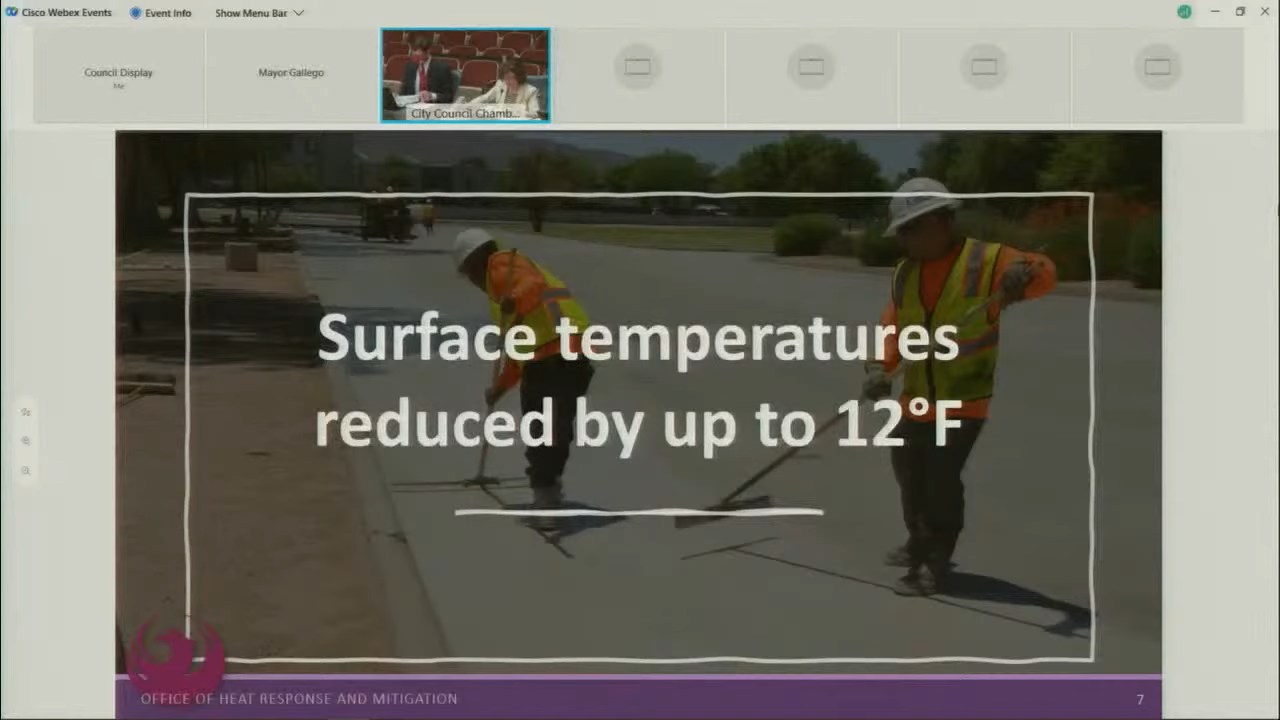 Cisco Webex Events
Event Info
Show Menu Bar
Council Display
Me
Mayor Gallego
City Council Chamb...
Surface temperatures
reduced by up to 12°F
OFFICE OF HEAT RESPONSE AND MITIGATION
7